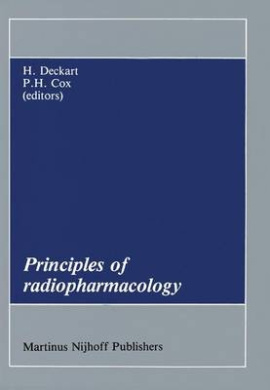 H. Deckart
P.H. Cox
(editors)
Principles of
radiopharmacology
Martinus Nijhoff Publishers